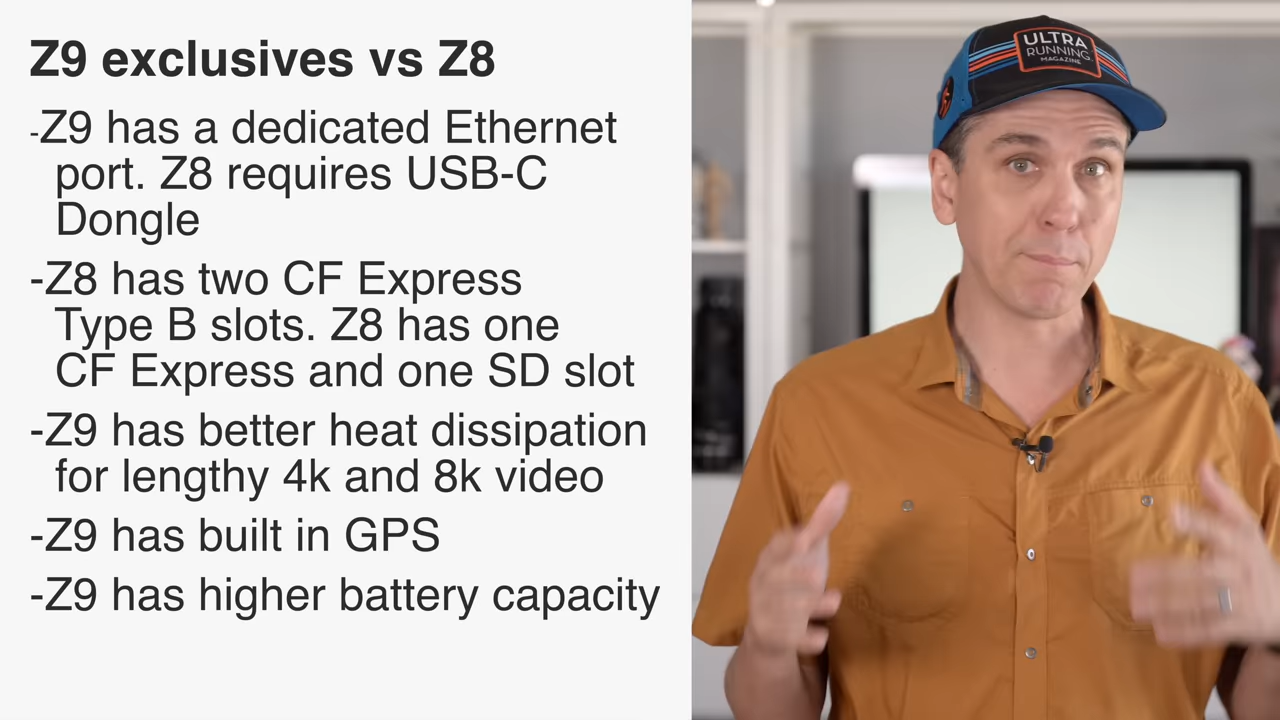 Z9 exclusives vs Z8
-Z9 has a dedicated Ethernet
port. Z8 requires USB-C
Dongle
-Z8 has two CF Express
Type B slots. Z8 has one
CF Express and one SD slot
-Z9 has better heat dissipation
for lengthy 4k and 8k video
-Z9 has built in GPS
-Z9 has higher battery capacity
ULTRA
RUNNING
MAGAZINE